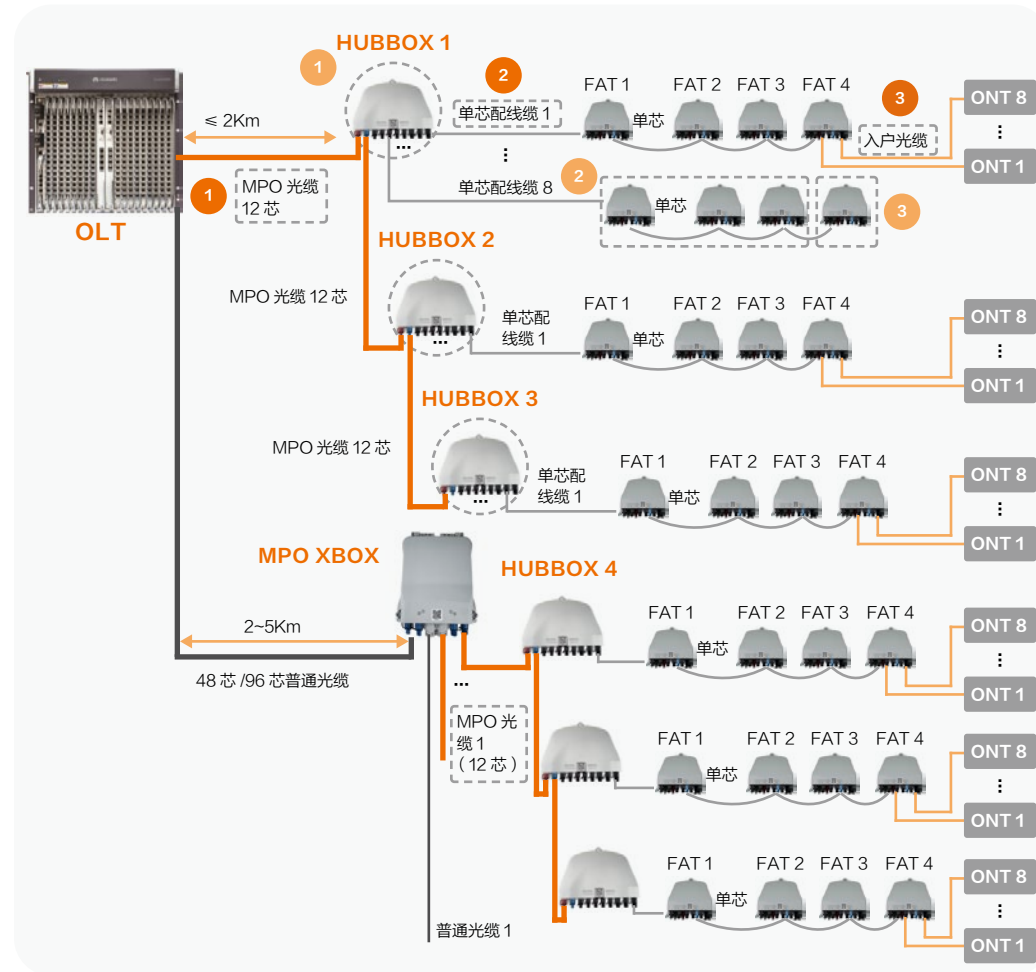 HUBBOX 1
1
2
FAT 1
FAT 2
FAT 3
FAT 4
3
ONT 8
≤ 2Km
单芯配线缆 1
单芯
入户光缆
...
...
...
ONT 1
1
MPO 光缆
12 芯
单芯配线缆 8
2
单芯
3
OLT
HUBBOX 2
MPO 光缆 12 芯
单芯配
线缆 1
...
FAT 1
FAT 2
FAT 3
FAT 4
单芯
ONT 8
...
ONT 1
HUBBOX 3
MPO 光缆 12 芯
单芯配
线缆 1
...
FAT 1
FAT 2
FAT 3
FAT 4
单芯
ONT 8
...
ONT 1
MPO XBOX
HUBBOX 4
2~5Km
48 芯 /96 芯普通光缆
...
MPO 光
缆 1
（12 芯）
普通光缆 1
FAT 1
FAT 2
FAT 3
FAT 4
单芯
ONT 8
...
ONT 1
FAT 1
FAT 2
FAT 3
FAT 4
单芯
ONT 8
...
ONT 1
FAT 1
FAT 2
FAT 3
FAT 4
单芯
ONT 8
...
ONT 1